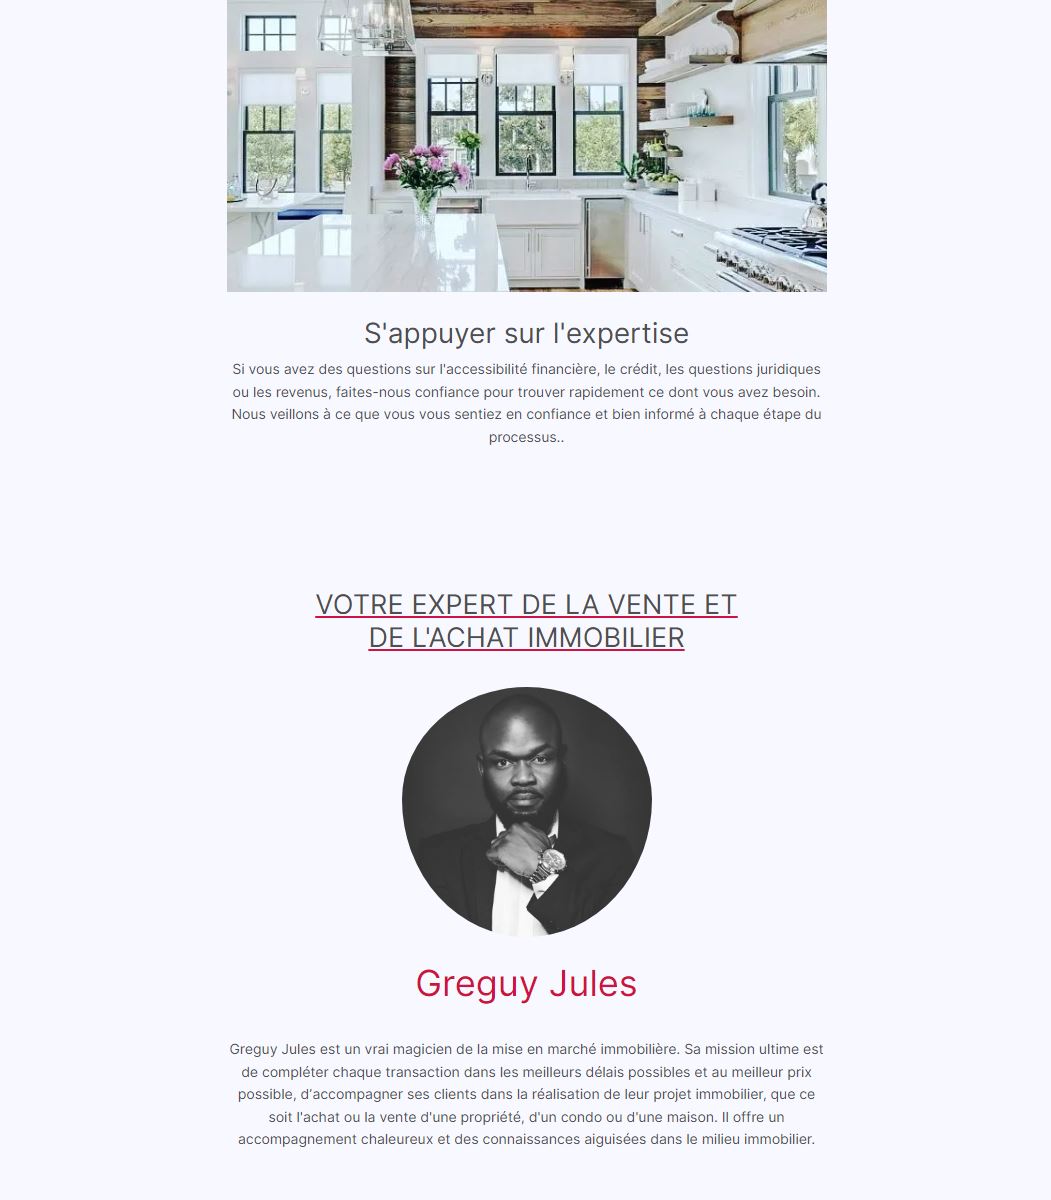 S'appuyer sur l'expertise
Si vous avez des questions sur l'accessibilité financière, le crédit, les questions juridiques
ou les revenus, faites-nous confiance pour trouver rapidement ce dont vous avez besoin.
Nous veillons à ce que vous vous sentiez en confiance et bien informé à chaque étape du
processus..
VOTRE EXPERT DE LA VENTE ET
DE L'ACHAT IMMOBILIER
Greguy Jules
Greguy Jules est un vrai magicien de la mise en marché immobilière. Sa mission ultime est
de compléter chaque transaction dans les meilleurs délais possibles et au meilleur prix
possible, d'accompagner ses clients dans la réalisation de leur projet immobilier, que ce
soit l'achat ou la vente d'une propriété, d'un condo ou d'une maison. Il offre un
accompagnement chaleureux et des connaissances aiguisées dans le milieu immobilier.